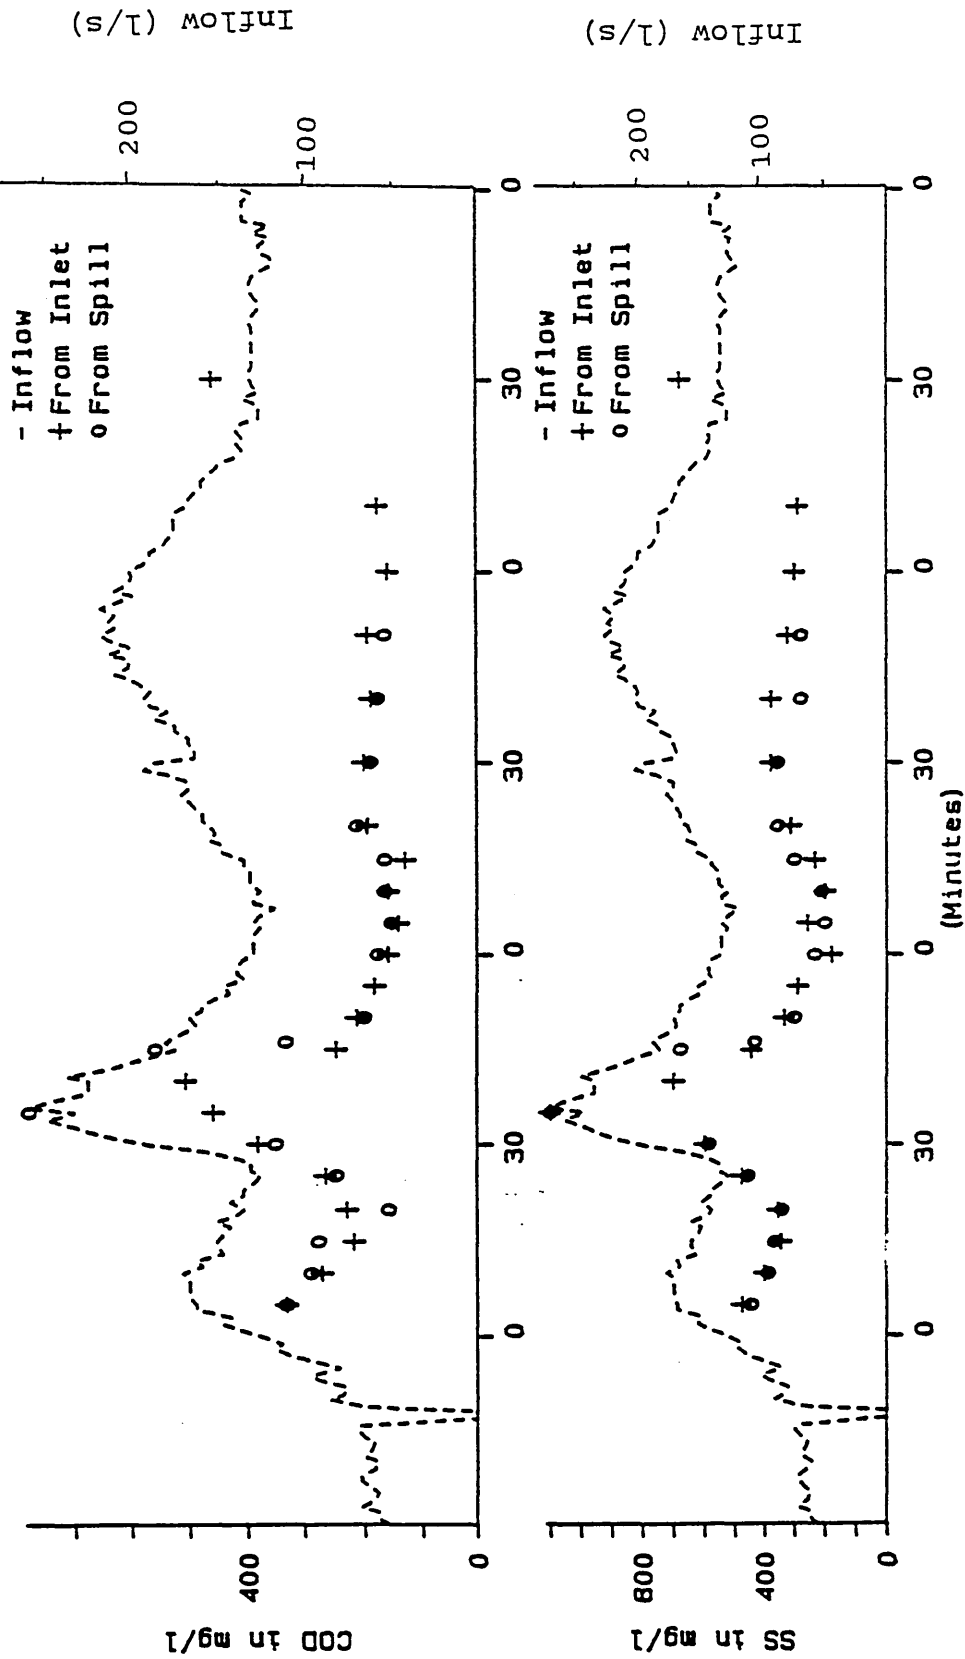 COD in mg/l
400
0
- Inflow
+ From Inlet
o From Spill
200
100
Inflow (l/s)
0
30
0
30
0
30
0
SS in mg/l
800
400
0
- Inflow
+ From Inlet
o From Spill
200
100
Inflow (l/s)
0
30
0
30
0
30
0
(Minutes)